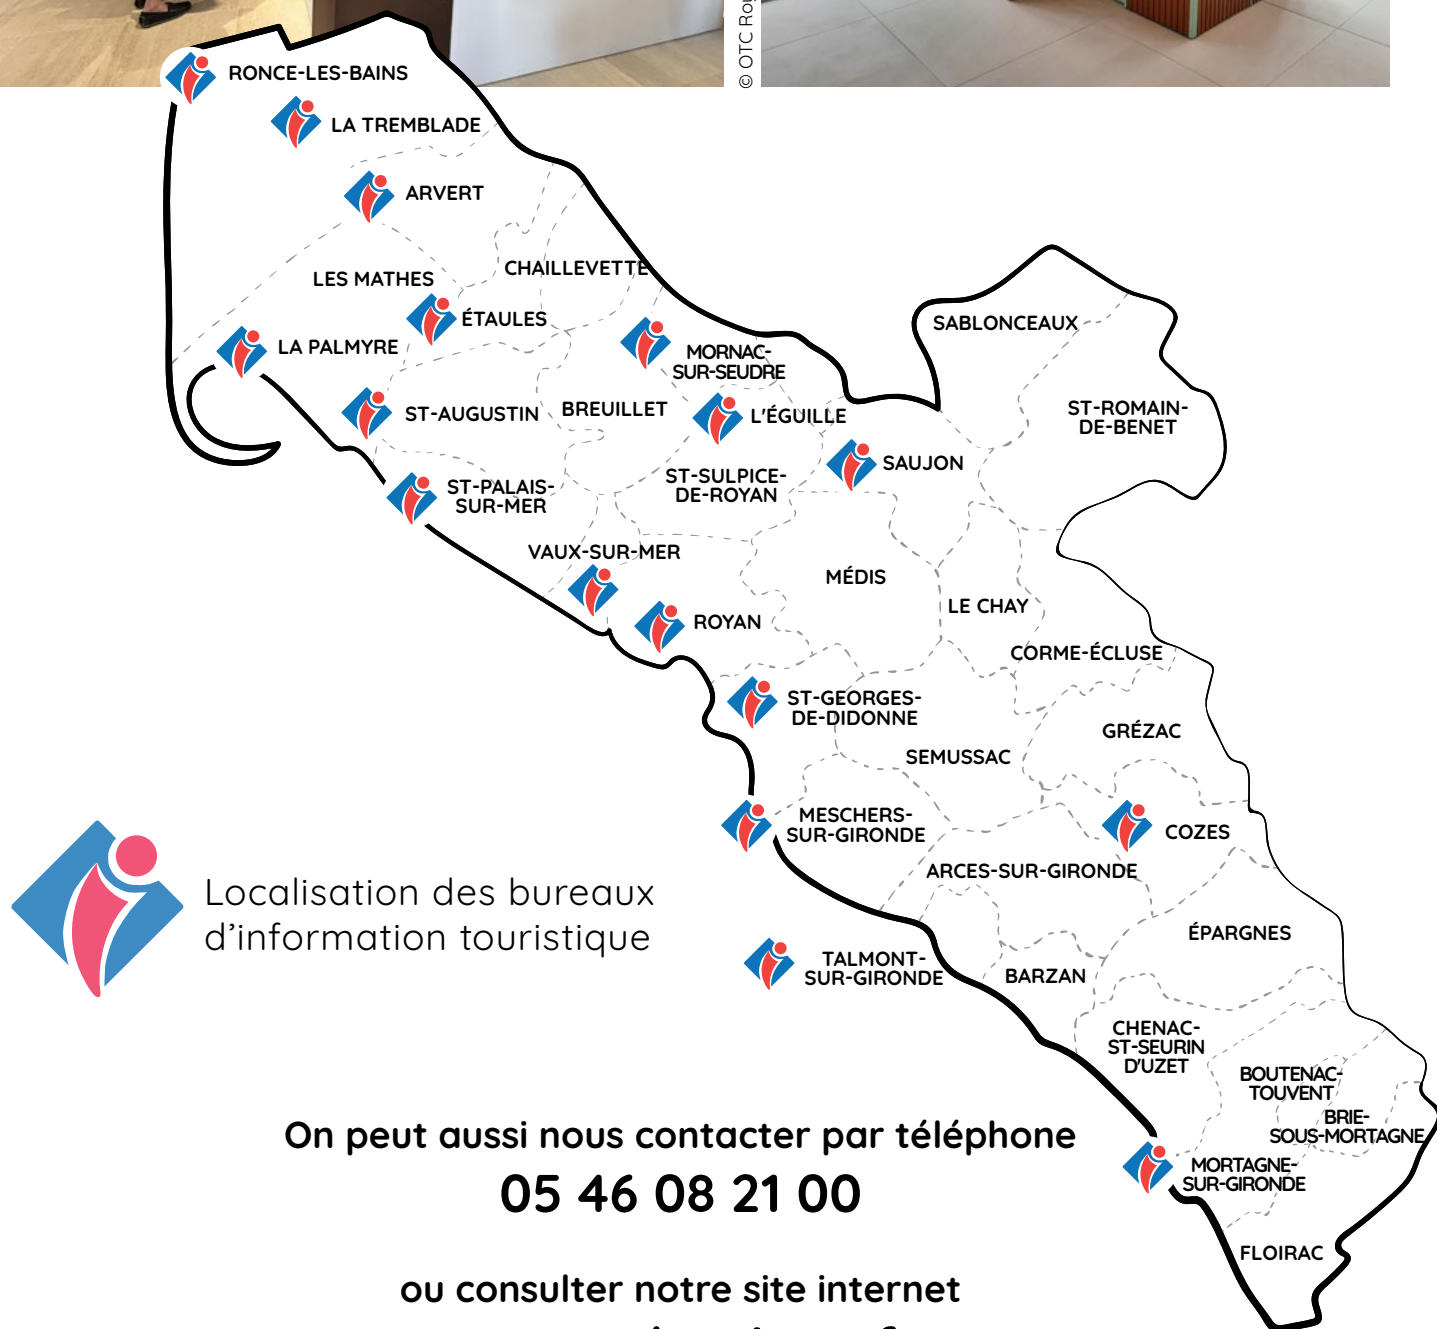 © OTC
RONCE-LES-BAINS
LA TREMBLADE
ARVERT
CHAILLEVETTE
LES MATHES
ÉTAULES
SABLONCEAUX
LA PALMYRE
MORNAC-
SUR-SEUDRE
ST-AUGUSTIN
BREUILLET
L'ÉGUILLE
ST-ROMAIN-
DE-BENET
SAUJON
ST-SULPICE-
DE-ROYAN
ST-PALAIS-
SUR-MER
VAUX-SUR-MER
MÉDIS
LE CHAY
ROYAN
CORME-ÉCLUSE
ST-GEORGES-
DE-DIDONNE
GRÉZAC
SEMUSSAC
MESCHERS-
SUR-GIRONDE
COZES
ARCES-SUR-GIRONDE
Localisation des bureaux
d’information touristique
ÉPARGNES
TALMONT-
SUR-GIRONDE
BARZAN
CHENAC-
ST-SEURIN
D'UZET
BOUTENAC-
TOUVENT
BRIE-
SOUS-MORTAGNE
MORTAGNE-
SUR-GIRONDE
FLOIRAC
On peut aussi nous contacter par téléphone
05 46 08 21 00
ou consulter notre site internet